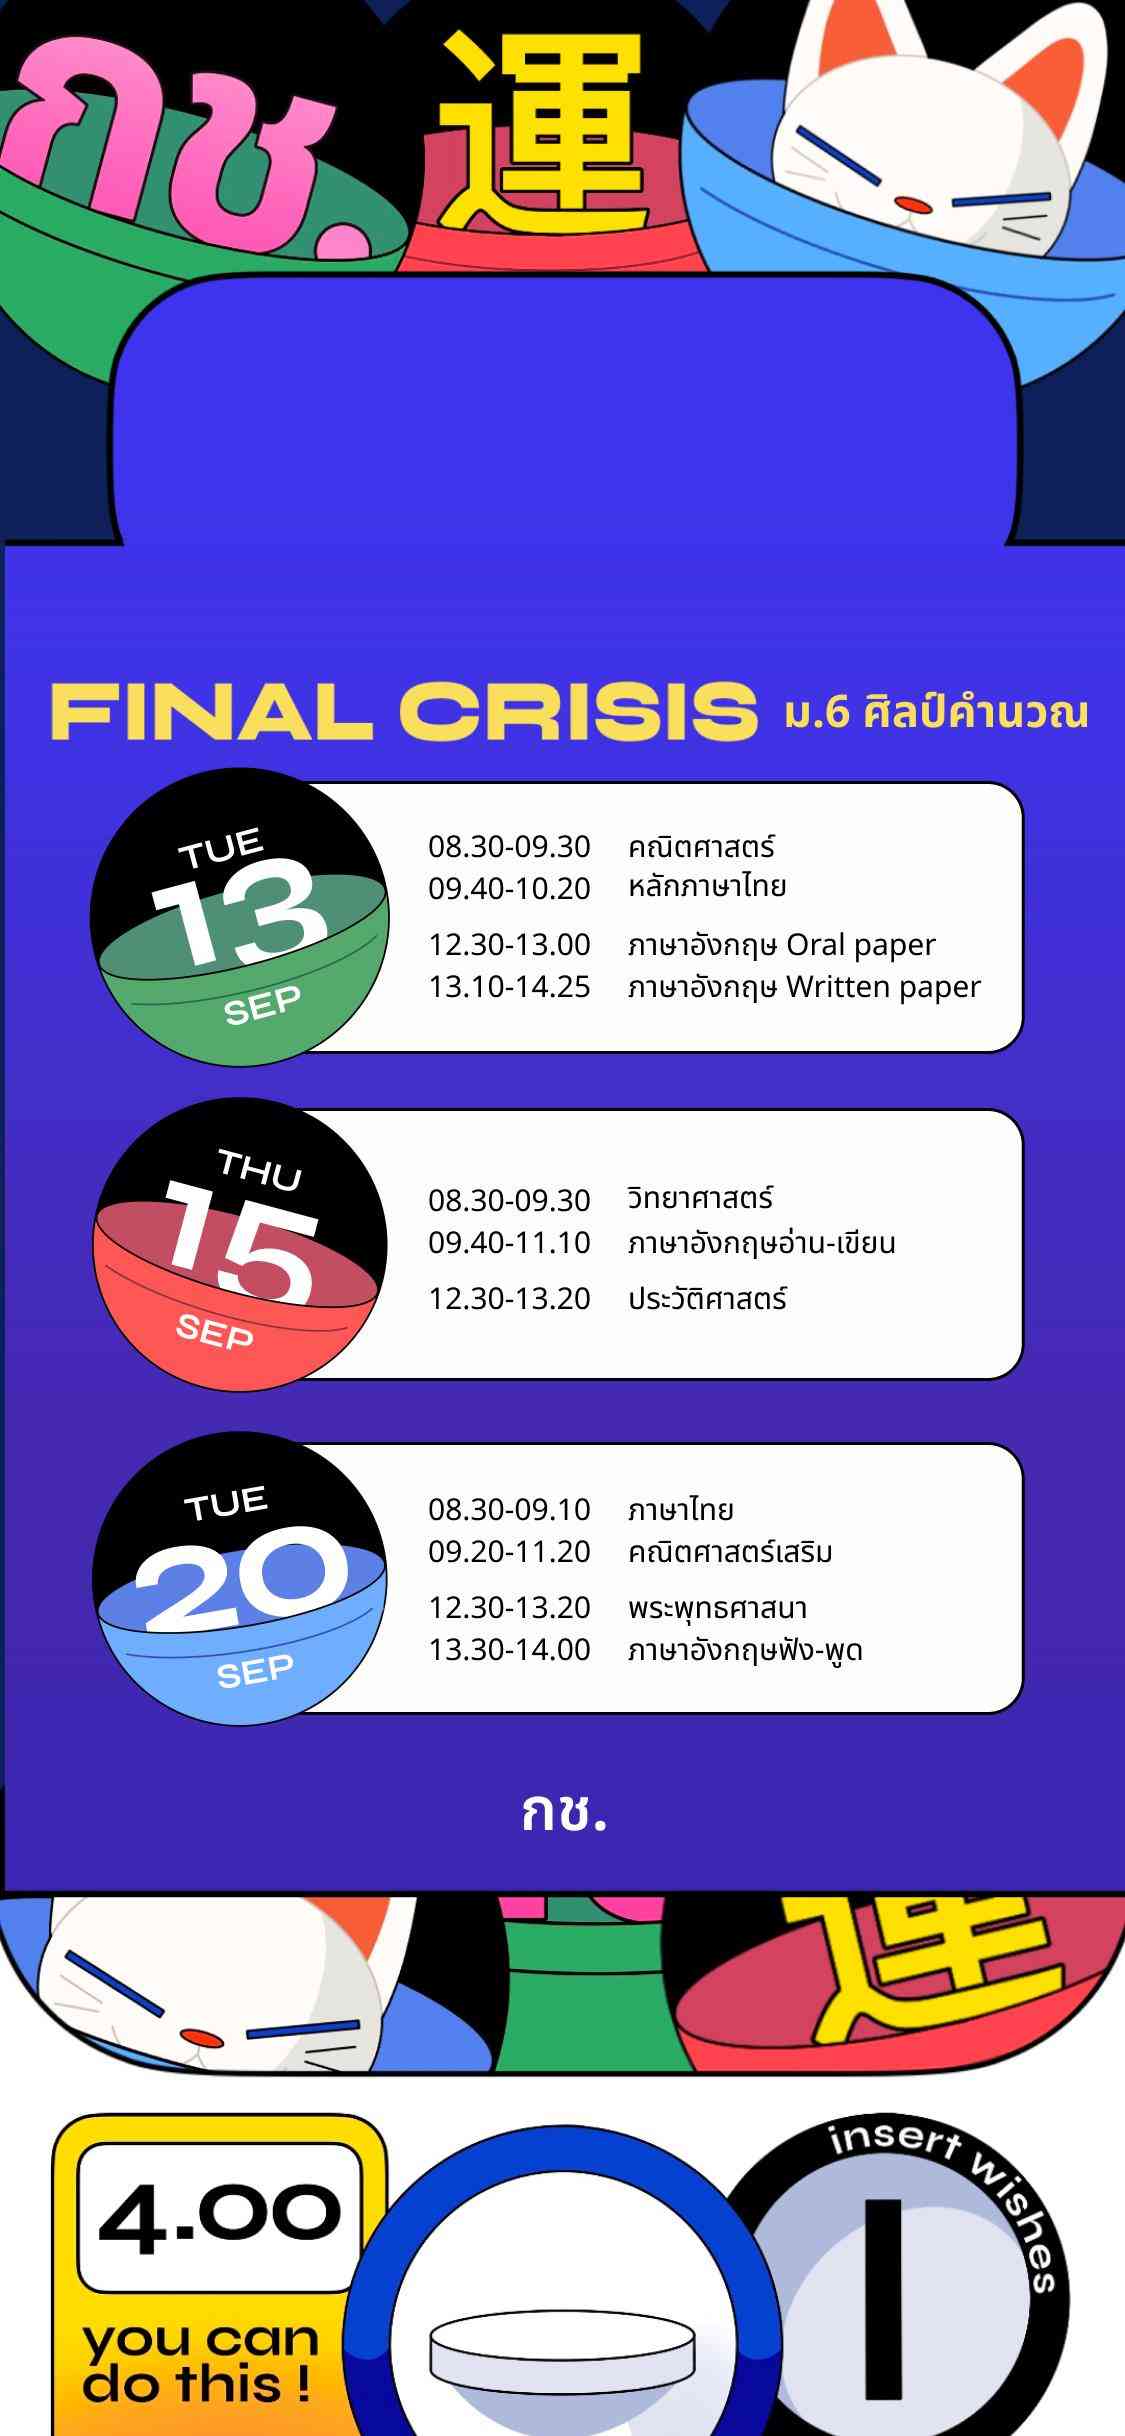 กช.
運
FINAL CRISIS ม.6 ศิลป์คำนวณ
TUE
13
SEP
08.30-09.30 คณิตศาสตร์
09.40-10.20 หลักภาษาไทย
12.30-13.00 ภาษาอังกฤษ Oral paper
13.10-14.25 ภาษาอังกฤษ Written paper
THU
15
SEP
08.30-09.30 วิทยาศาสตร์
09.40-11.10 ภาษาอังกฤษอ่าน-เขียน
12.30-13.20 ประวัติศาสตร์
TUE
20
SEP
08.30-09.10 ภาษาไทย
09.20-11.20 คณิตศาสตร์เสริม
12.30-13.20 พระพุทธศาสนา
13.30-14.00 ภาษาอังกฤษฟัง-พูด
กช.
運
4.00
you can
do this !
insert wishes